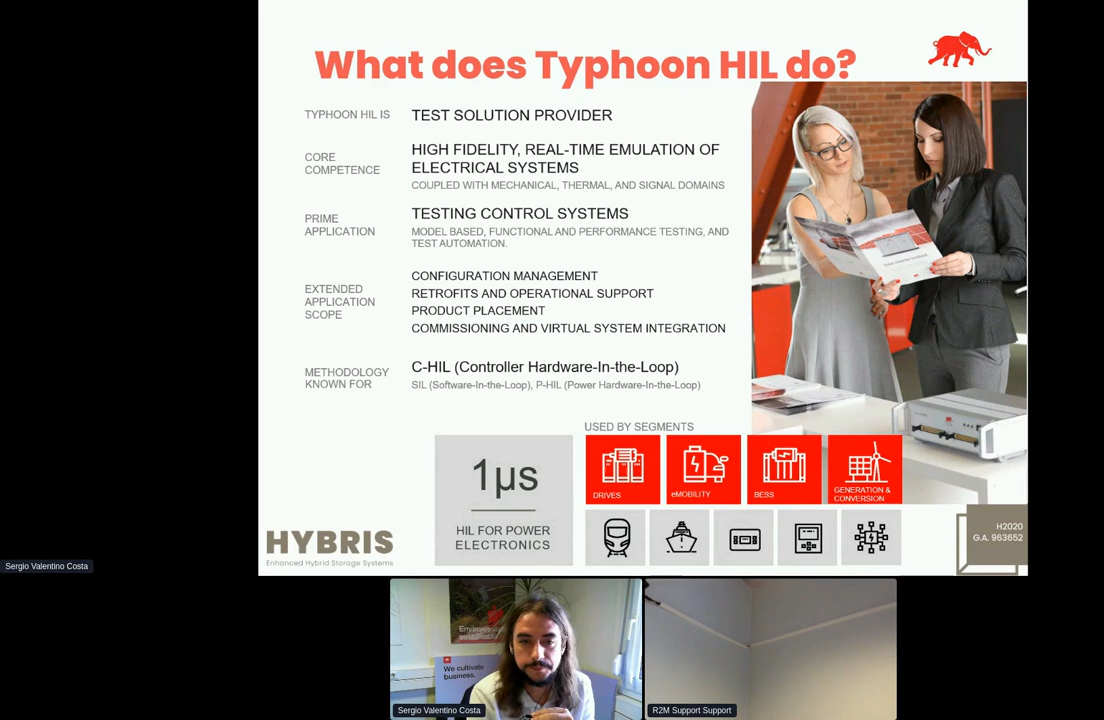 What does Typhoon HIL do?
TYPHOON HIL IS
TEST SOLUTION PROVIDER
CORE
COMPETENCE
HIGH FIDELITY, REAL-TIME EMULATION OF
ELECTRICAL SYSTEMS
COUPLED WITH MECHANICAL, THERMAL, AND SIGNAL DOMAINS
PRIME
APPLICATION
TESTING CONTROL SYSTEMS
MODEL BASED, FUNCTIONAL AND PERFORMANCE TESTING, AND
TEST AUTOMATION.
EXTENDED
APPLICATION
SCOPE
CONFIGURATION MANAGEMENT
RETROFITS AND OPERATIONAL SUPPORT
PRODUCT PLACEMENT
COMMISSIONING AND VIRTUAL SYSTEM INTEGRATION
METHODOLOGY
KNOWN FOR
C-HIL (Controller Hardware-In-the-Loop)
SIL (Software-In-the-Loop), P-HIL (Power Hardware-In-the-Loop)
USED BY SEGMENTS
1µs
HIL FOR POWER
ELECTRONICS
DRIVES
eMOBILITY
BESS
GENERATION &
CONVERSION
HYBRIS
Enhanced Hybrid Storage Systems
H2020
G.A. 963652
Sergio Valentino Costa
We cultivate
business.
Sergio Valentino Costa
R2M Support Support